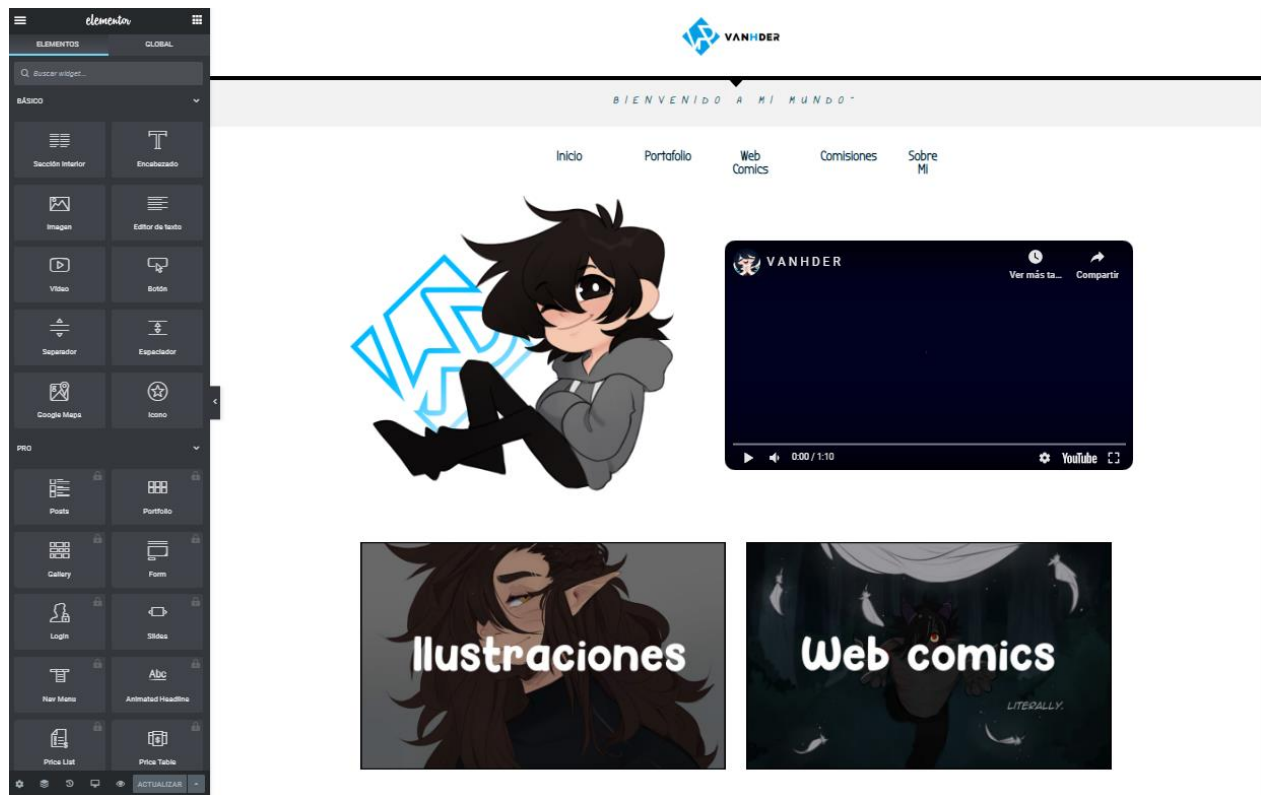 elementor
ELEMENTOS
GLOBAL
Buscar widget...
BÁSICO
Sección Interior
Encabezado
Imagen
Editor de texto
Vídeo
Botón
Separador
Espaciador
Google Maps
Icono
PRO
Posts
Portfolio
Gallery
Form
Login
Slides
Nav Menu
Abc
Animated Headline
Price List
Price Table
ACTUALIZAR
VANHDER
BIENVENIDO A MI MUNDO~
Inicio
Portafolio
Web
Comics
Comisiones
Sobre
Mi
VANHDER
Ver más ta...
Compartir
0:00 / 1:10
YouTube
Ilustraciones
Web comics
LITERALLY.